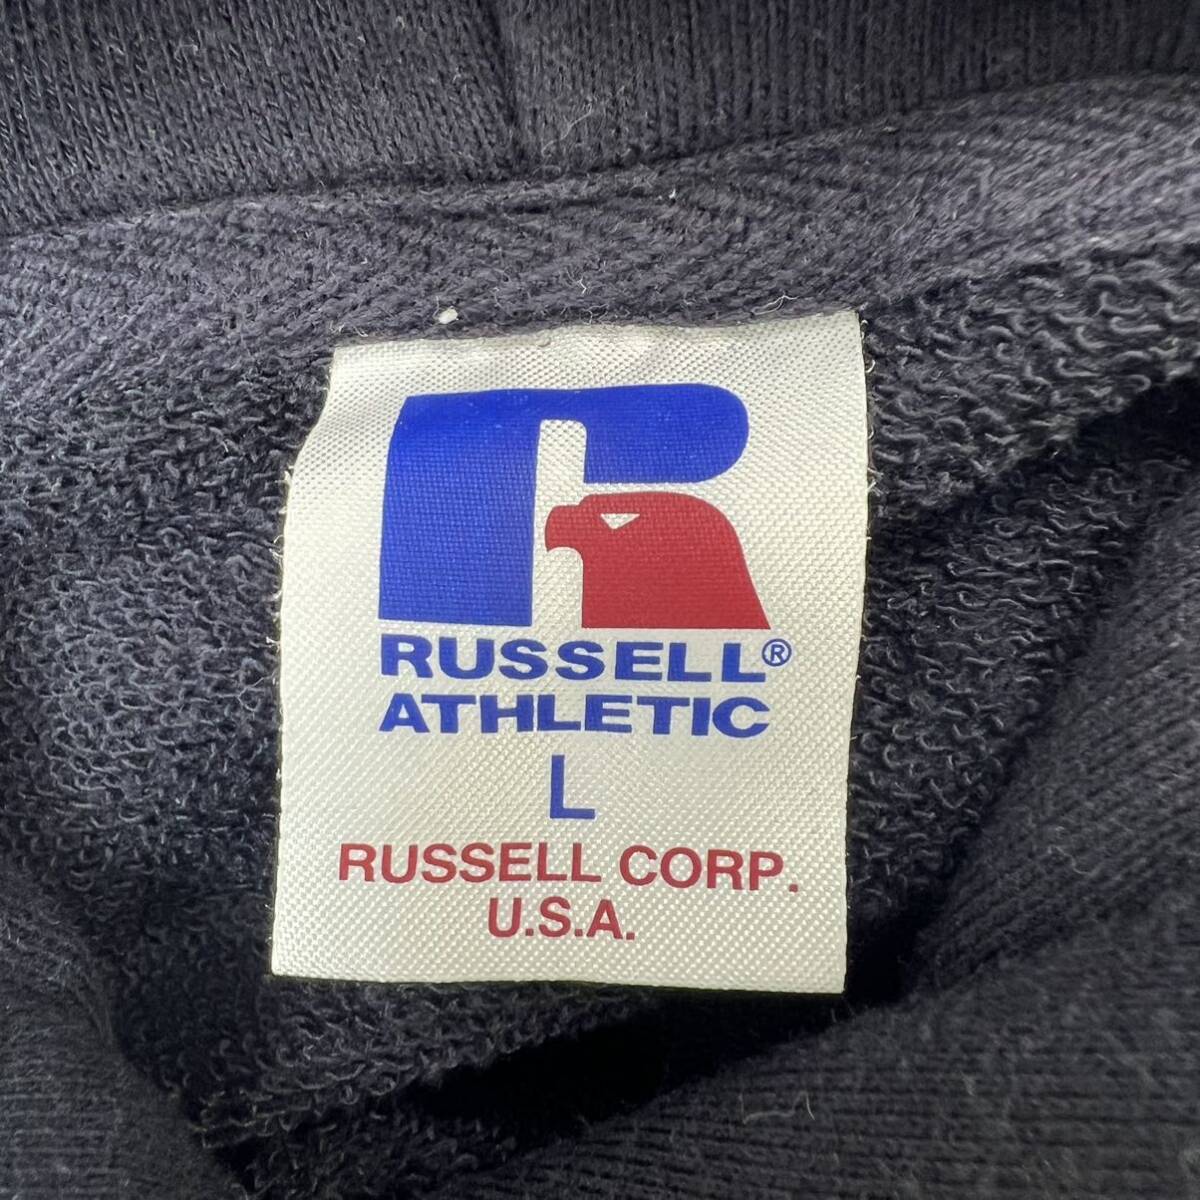 RUSSELL®
ATHLETIC
L
RUSSELL CORP.
U.S.A.